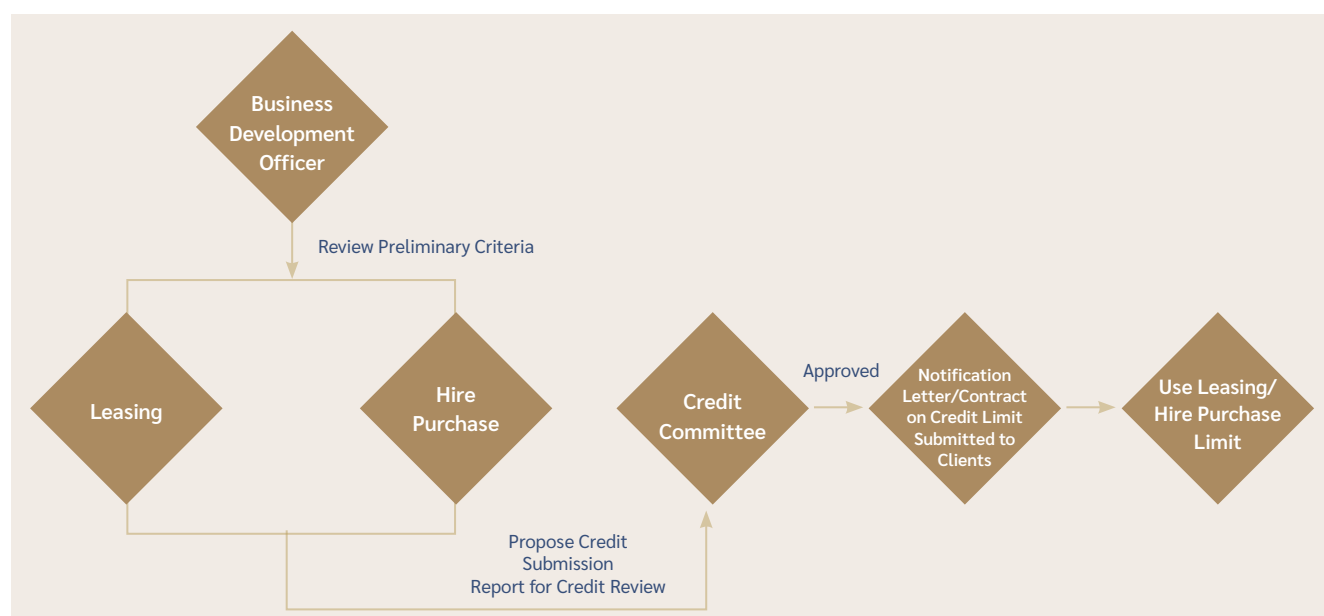 Business
Development
Officer
Review Preliminary Criteria
Leasing
Hire
Purchase
Propose Credit
Submission
Report for Credit Review
Credit
Committee
Approved
Notification
Letter/Contract
on Credit Limit
Submitted to
Clients
Use Leasing/
Hire Purchase
Limit